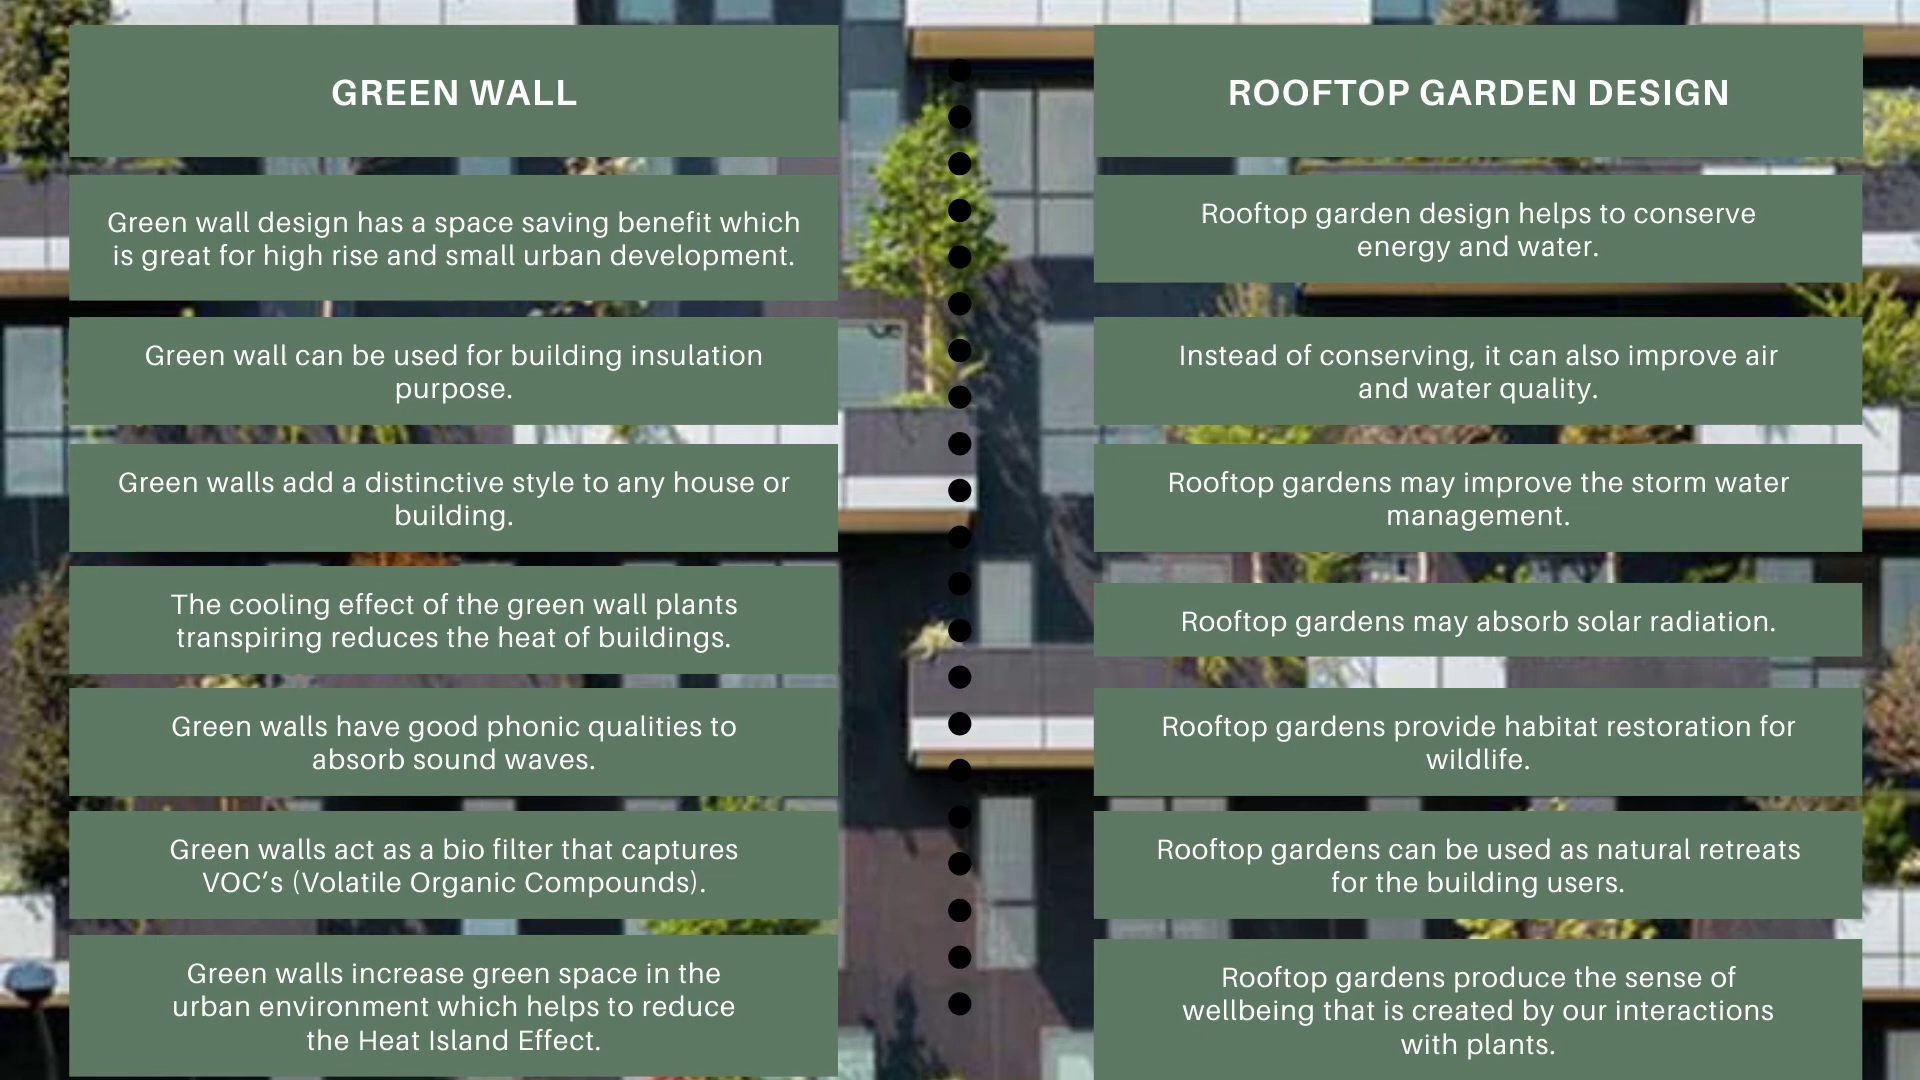 GREEN WALL
Green wall design has a space saving benefit which
is great for high rise and small urban development.
Green wall can be used for building insulation
purpose.
Green walls add a distinctive style to any house or
building.
The cooling effect of the green wall plants
transpiring reduces the heat of buildings.
Green walls have good phonic qualities to
absorb sound waves.
Green walls act as a bio filter that captures
VOC’s (Volatile Organic Compounds).
Green walls increase green space in the
urban environment which helps to reduce
the Heat Island Effect.
ROOFTOP GARDEN DESIGN
Rooftop garden design helps to conserve
energy and water.
Instead of conserving, it can also improve air
and water quality.
Rooftop gardens may improve the storm water
management.
Rooftop gardens may absorb solar radiation.
Rooftop gardens provide habitat restoration for
wildlife.
Rooftop gardens can be used as natural retreats
for the building users.
Rooftop gardens produce the sense of
wellbeing that is created by our interactions
with plants.